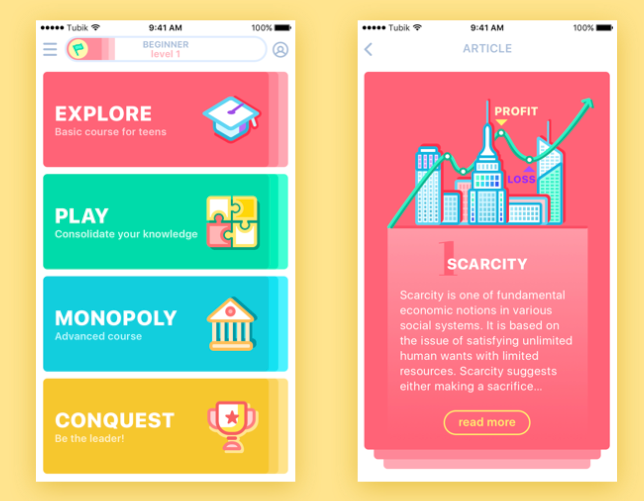 Tubik 9:41 AM 100%
BEGINNER
level 1
EXPLORE
Basic course for teens
PLAY
Consolidate your knowledge
MONOPOLY
Advanced course
CONQUEST
Be the leader!
Tubik 9:41 AM 100%
ARTICLE
PROFIT
LOSS
1
SCARCITY
Scarcity is one of fundamental
economic notions in various
social systems. It is based on
the issue of satisfying unlimited
human wants with limited
resources. Scarcity suggests
either making a sacrifice...
read more